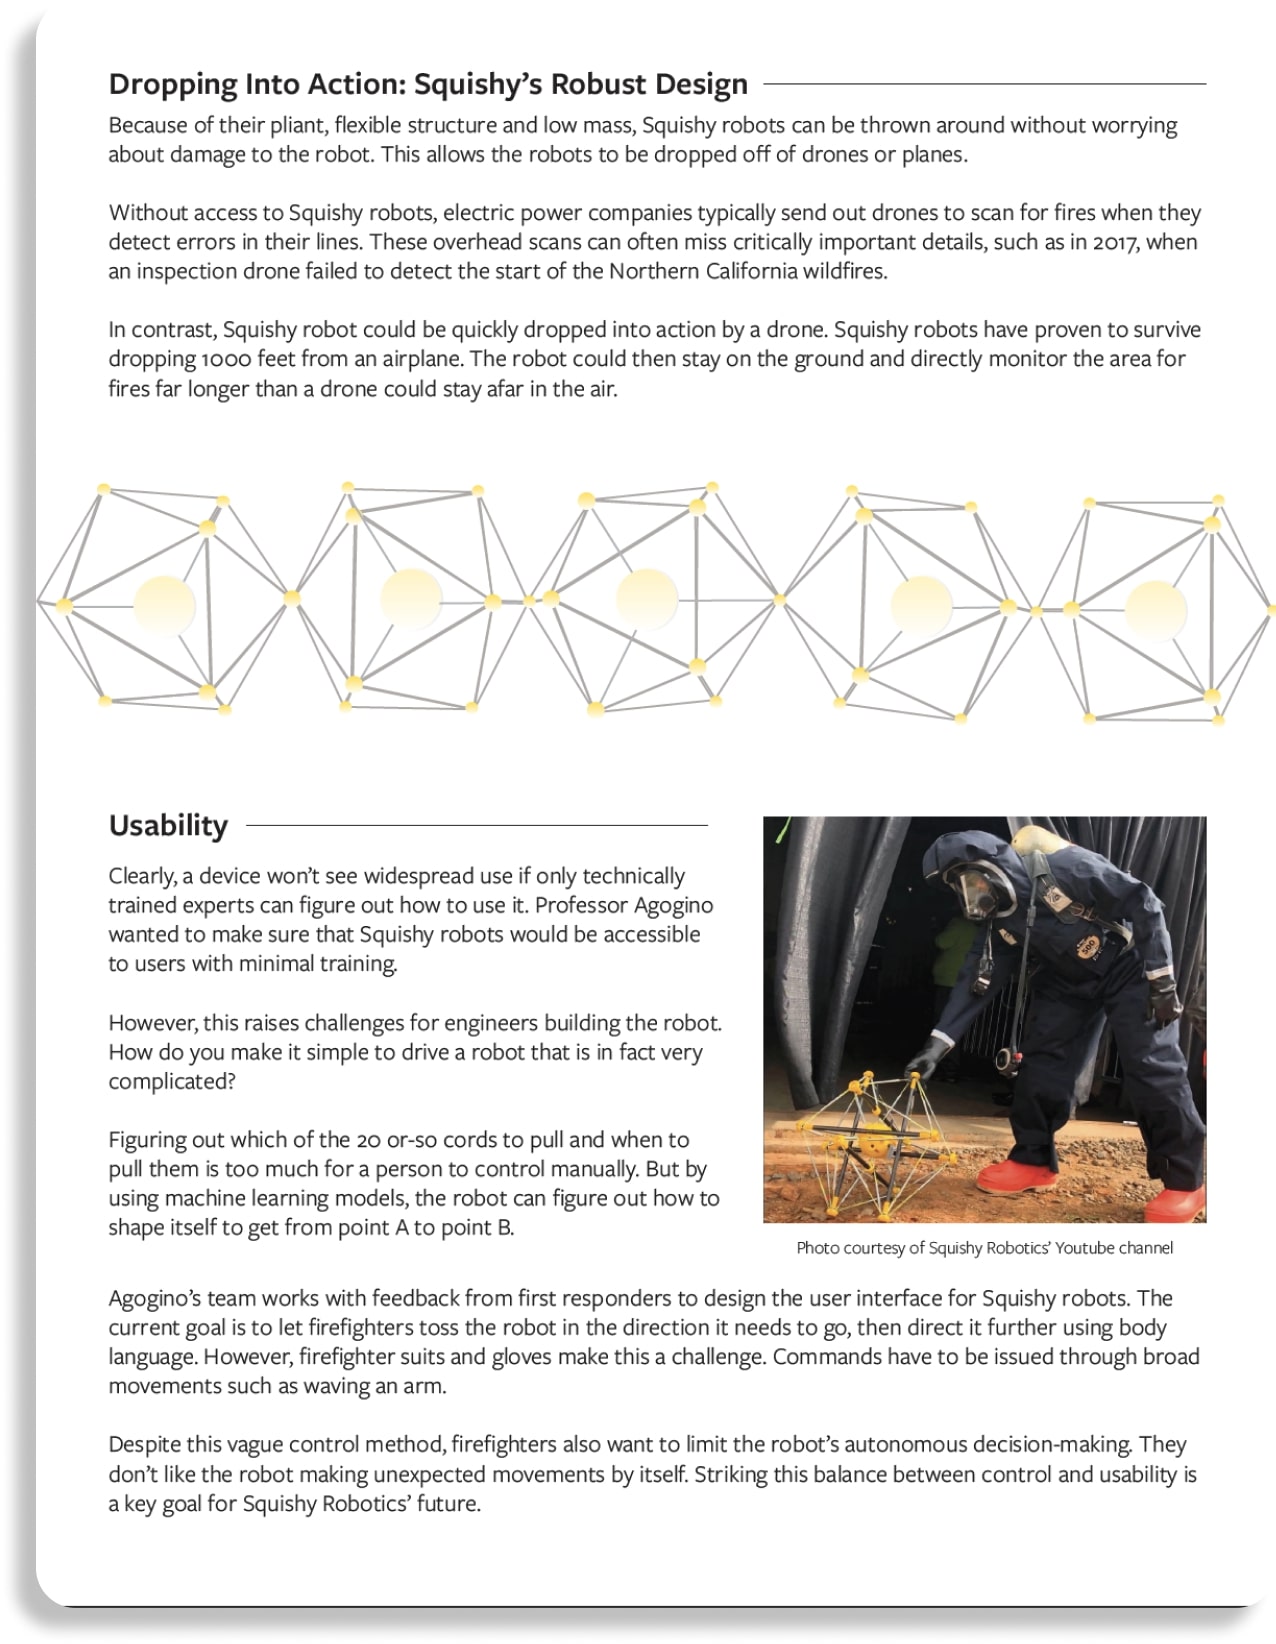 Dropping Into Action: Squishy’s Robust Design
Because of their pliant, flexible structure and low mass, Squishy robots can be thrown around without worrying
about damage to the robot. This allows the robots to be dropped off of drones or planes.
Without access to Squishy robots, electric power companies typically send out drones to scan for fires when they
detect errors in their lines. These overhead scans can often miss critically important details, such as in 2017, when
an inspection drone failed to detect the start of the Northern California wildfires.
In contrast, Squishy robot could be quickly dropped into action by a drone. Squishy robots have proven to survive
dropping 1000 feet from an airplane. The robot could then stay on the ground and directly monitor the area for
fires far longer than a drone could stay afar in the air.
Usability
Clearly, a device won’t see widespread use if only technically
trained experts can figure out how to use it. Professor Agogino
wanted to make sure that Squishy robots would be accessible
to users with minimal training.
However, this raises challenges for engineers building the robot.
How do you make it simple to drive a robot that is in fact very
complicated?
Figuring out which of the 20 or-so cords to pull and when to
pull them is too much for a person to control manually. But by
using machine learning models, the robot can figure out how to
shape itself to get from point A to point B.
500
Photo courtesy of Squishy Robotics’ Youtube channel
Agogino’s team works with feedback from first responders to design the user interface for Squishy robots. The
current goal is to let firefighters toss the robot in the direction it needs to go, then direct it further using body
language. However, firefighter suits and gloves make this a challenge. Commands have to be issued through broad
movements such as waving an arm.
Despite this vague control method, firefighters also want to limit the robot’s autonomous decision-making. They
don’t like the robot making unexpected movements by itself. Striking this balance between control and usability is
a key goal for Squishy Robotics’ future.